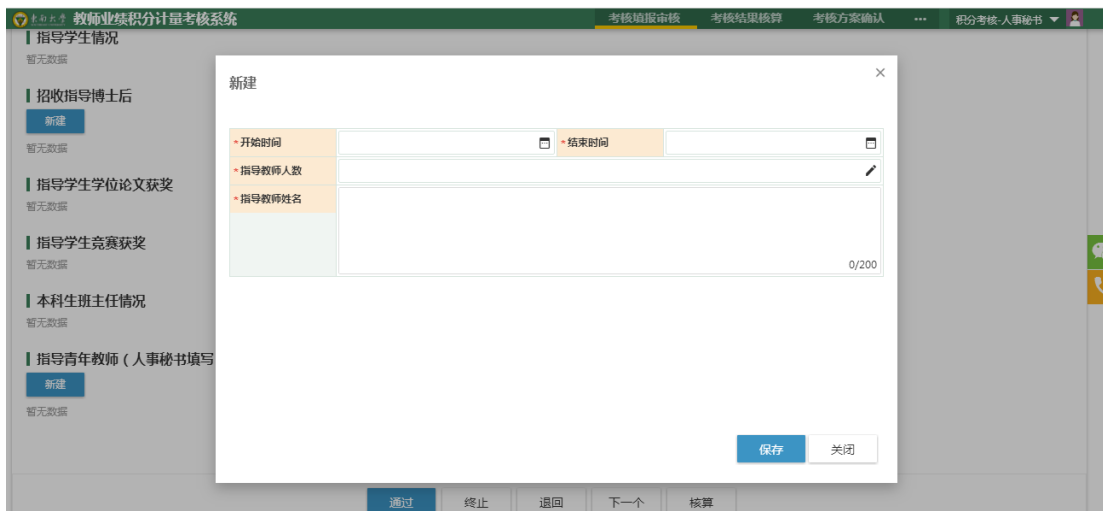 东南大学 教师业绩积分计量考核系统 考核填报审核 考核结果核算 考核方案确认 ··· 积分考核-人事秘书
指导学生情况
暂无数据
招收指导博士后
新建
暂无数据
指导学生学位论文获奖
暂无数据
指导学生竞赛获奖
暂无数据
本科生班主任情况
暂无数据
指导青年教师（人事秘书填写
新建
暂无数据
新建
*开始时间 *结束时间
*指导教师人数
*指导教师姓名
0/200
保存 关闭
通过 终止 退回 下一个 核算